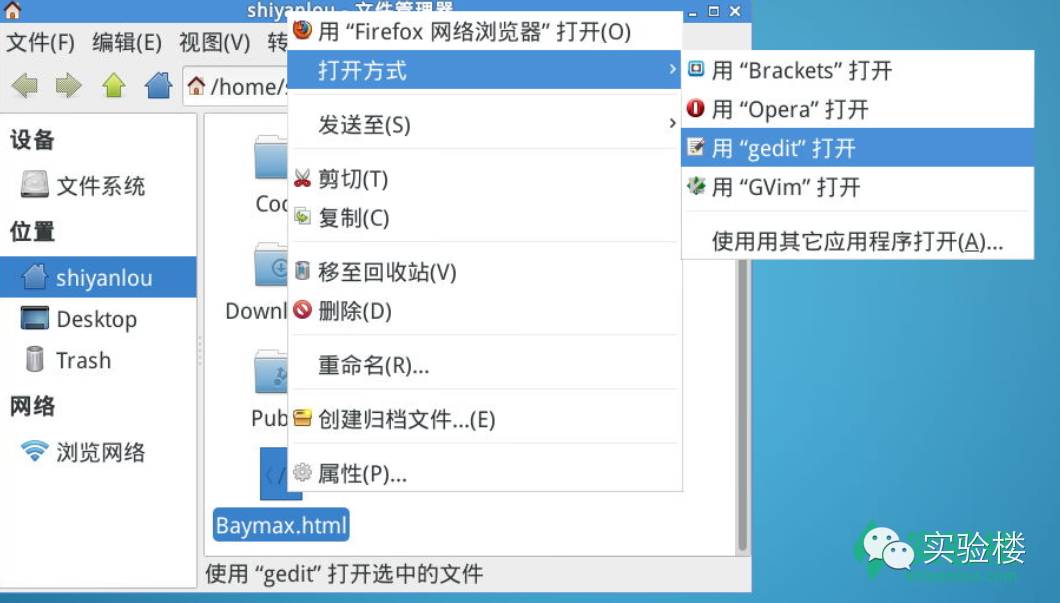 shiyanlou - 文件管理器
文件(F) 编辑(E) 视图(V) 转
/home/s
设备
文件系统
位置
shiyanlou
Desktop
Trash
网络
浏览网络
Coc
Downl
Pub
Baymax.html
使用 “gedit” 打开选中的文件
用 “Firefox 网络浏览器” 打开(O)
打开方式
发送至(S)
剪切(T)
复制(C)
移至回收站(V)
删除(D)
重命名(R)...
创建归档文件...(E)
属性(P)...
用 “Brackets” 打开
用 “Opera” 打开
用 “gedit” 打开
用 “GVim” 打开
使用用其它应用程序打开(A)...
实验楼